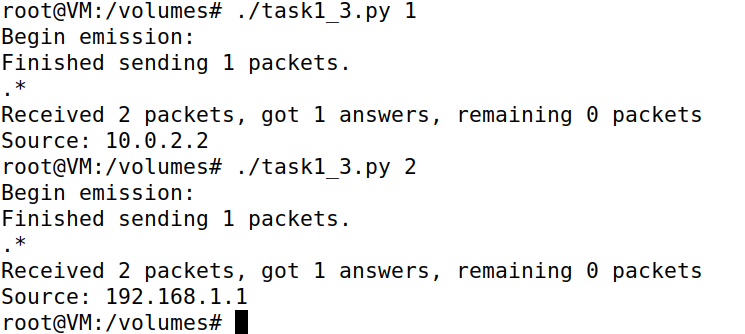 root@VM:/volumes# ./task1_3.py 1
Begin emission:
Finished sending 1 packets.
.*
Received 2 packets, got 1 answers, remaining 0 packets
Source: 10.0.2.2
root@VM:/volumes# ./task1_3.py 2
Begin emission:
Finished sending 1 packets.
.*
Received 2 packets, got 1 answers, remaining 0 packets
Source: 192.168.1.1
root@VM:/volumes#